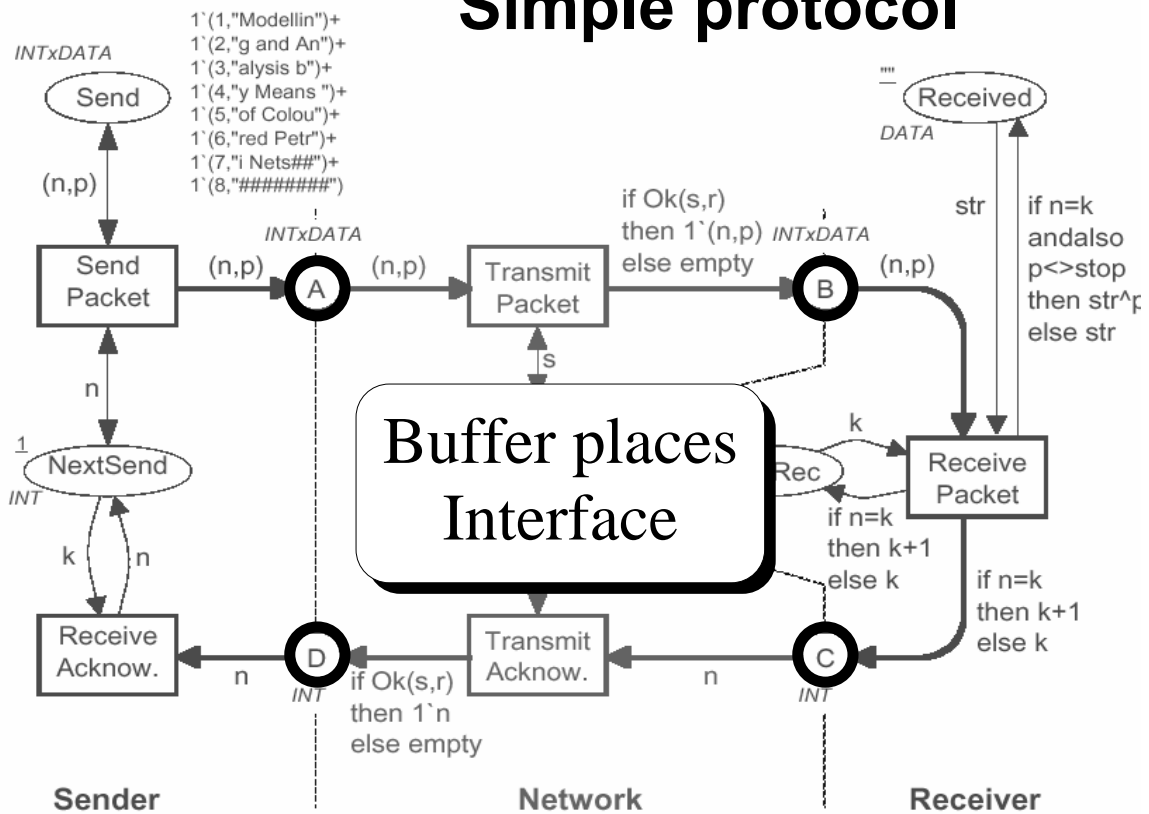 Simple protocol
1`(1,"Modellin")+
1`(2,"g and An")+
1`(3,"alysis b")+
1`(4,"y Means ")+
1`(5,"of Colou")+
1`(6,"red Petr")+
1`(7,"i Nets##")+
1`(8,"########")
INTxDATA
Send
(n,p)
Send
Packet
(n,p)
INTxDATA
A
(n,p)
Transmit
Packet
if Ok(s,r)
then 1`(n,p)
else empty
INTxDATA
B
(n,p)
""
Received
DATA
str
if n=k
andalso
p<>stop
then str^p
else str
n
s
Buffer places
Interface
1
NextSend
INT
Rec
k
Receive
Packet
if n=k
then k+1
else k
k
n
if n=k
then k+1
else k
Receive
Acknow.
n
D
INT
if Ok(s,r)
then 1`n
else empty
Transmit
Acknow.
n
C
INT
Sender
Network
Receiver